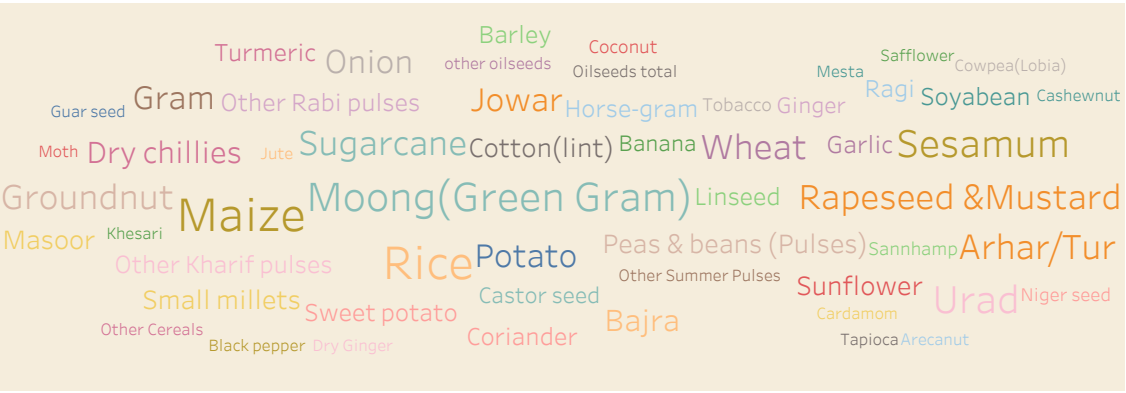 Barley
Turmeric
Onion
Coconut
other oilseeds
Oilseeds total
Safflower
Cowpea(Lobia)
Mesta
Guar seed
Gram
Other Rabi pulses
Jowar
Horse-gram
Tobacco
Ginger
Ragi
Soyabean
Cashewnut
Moth
Dry chillies
Jute
Sugarcane
Cotton(lint)
Banana
Wheat
Garlic
Sesamum
Groundnut
Maize
Moong(Green Gram)
Linseed
Rapeseed &Mustard
Masoor
Khesari
Other Kharif pulses
Rice
Potato
Peas & beans (Pulses)
Sannhamp
Arhar/Tur
Other Summer Pulses
Small millets
Sweet potato
Castor seed
Bajra
Sunflower
Cardamom
Urad
Niger seed
Other Cereals
Black pepper
Dry Ginger
Coriander
Tapioca
Arecanut